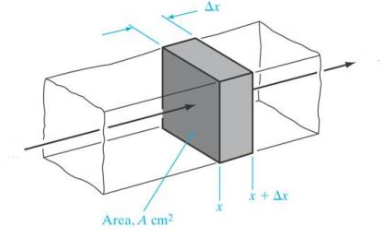 Δx
x
x + Δx
Area, A cm²